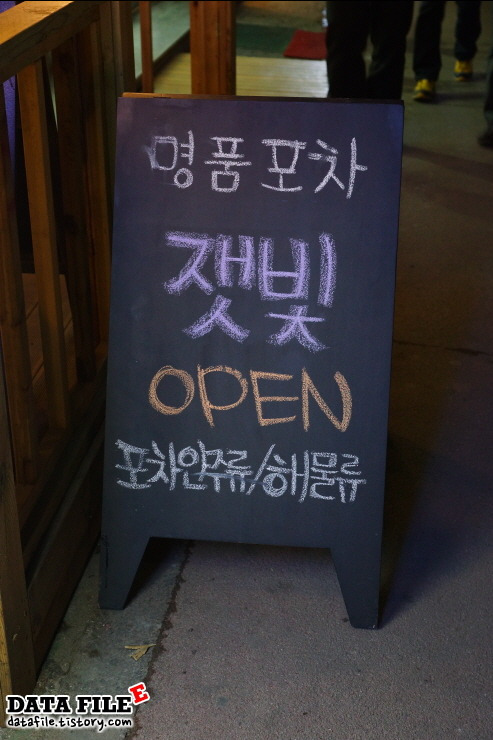 명품 포차
잿빛
OPEN
포차안주류/해물류
DATA FILE E
datafile.tistory.com